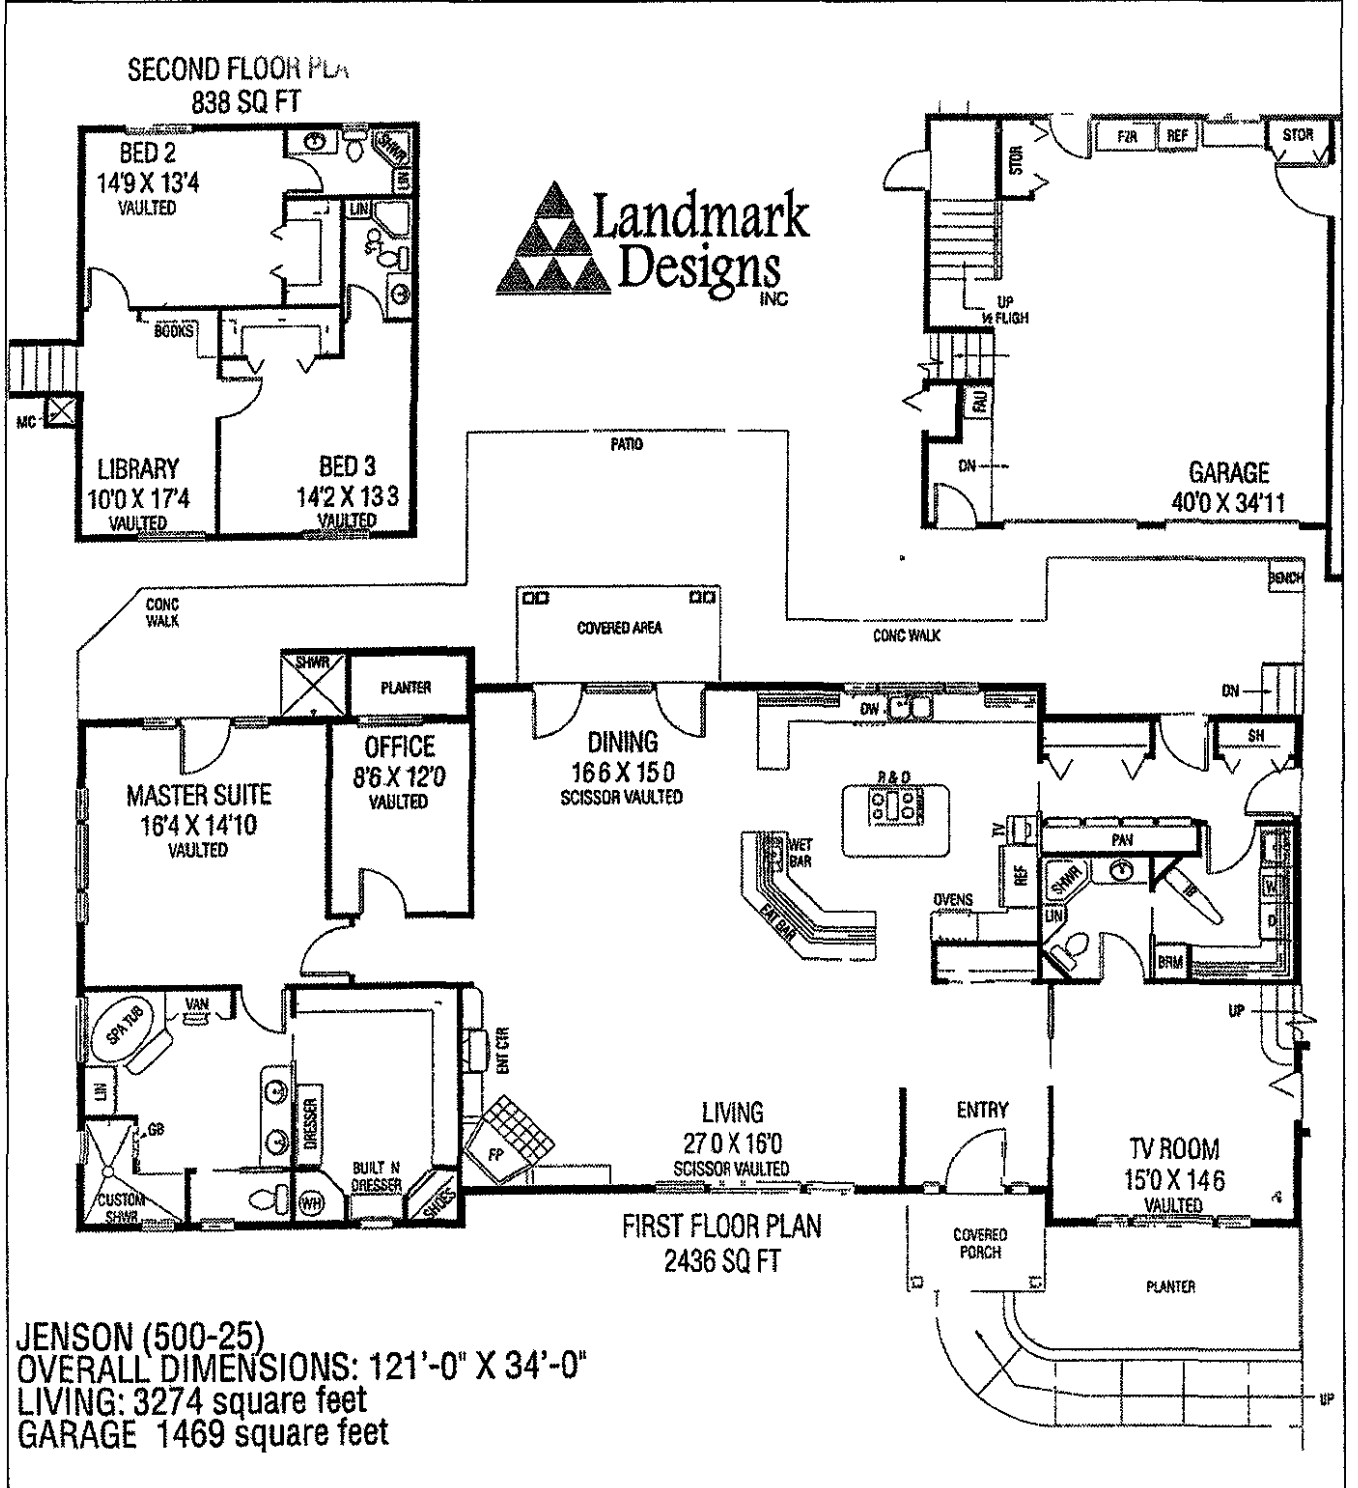 SECOND FLOOR PLA
838 SQ FT
BED 2
14'9 X 13'4
VAULTED
SHWR
LIN
LIN
BOOKS
MC
LIBRARY
10'0 X 17'4
VAULTED
BED 3
14'2 X 13 3
VAULTED
Landmark
Designs
INC
STOR
FZR
REF
STOR
UP
½ FLIGH
FAU
DN
GARAGE
40'0 X 34'11
PATIO
CONC
WALK
COVERED AREA
CONC WALK
BENCH
DN
SHWR
PLANTER
MASTER SUITE
16'4 X 14'10
VAULTED
OFFICE
8'6 X 12'0
VAULTED
DINING
16 6 X 15 0
SCISSOR VAULTED
DW
R & D
WET
BAR
EAT BAR
TV
REF
OVENS
SH
PAN
SHWR
LIN
IB
W
D
BRM
UP
SPA TUB
VAN
LIN
GB
CUSTOM
SHWR
DRESSER
WH
BUILT N
DRESSER
SHOES
ENT CTR
FP
LIVING
27 0 X 16'0
SCISSOR VAULTED
ENTRY
TV ROOM
15'0 X 14 6
VAULTED
FIRST FLOOR PLAN
2436 SQ FT
COVERED
PORCH
PLANTER
UP
JENSON (500-25)
OVERALL DIMENSIONS: 121'-0" X 34'-0"
LIVING: 3274 square feet
GARAGE 1469 square feet